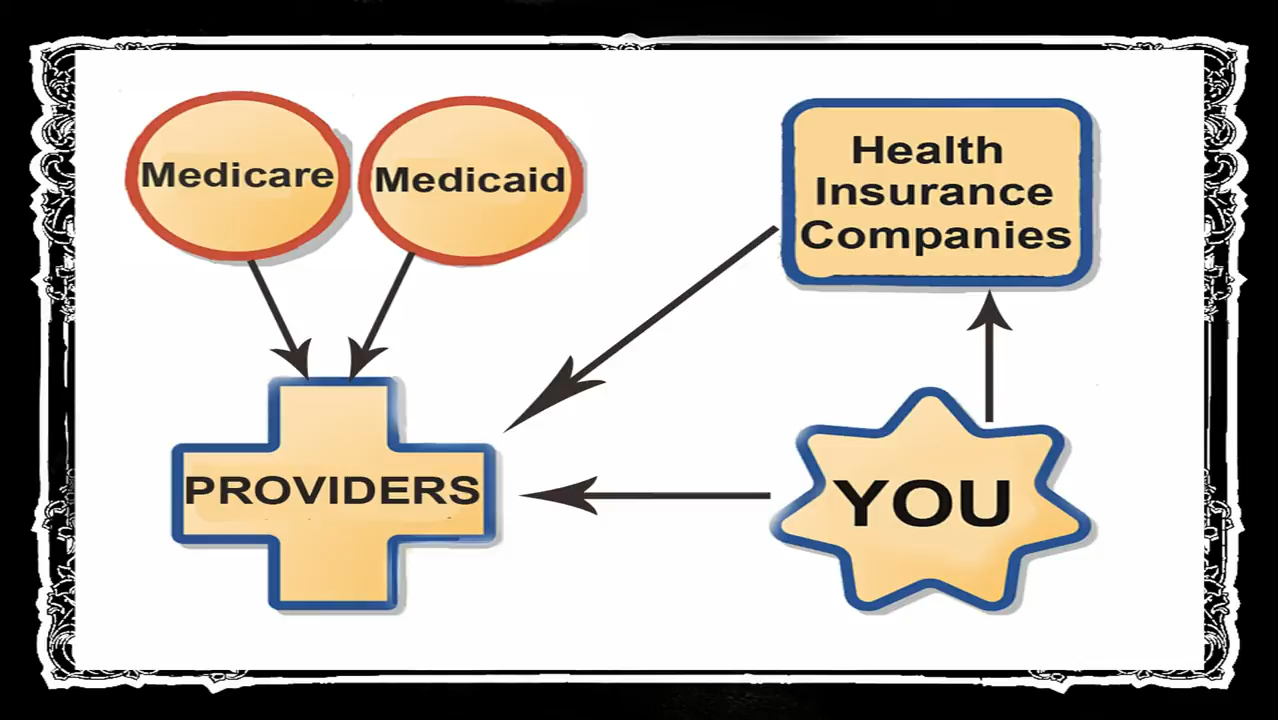 Medicare
Medicaid
Health
Insurance
Companies
PROVIDERS
YOU